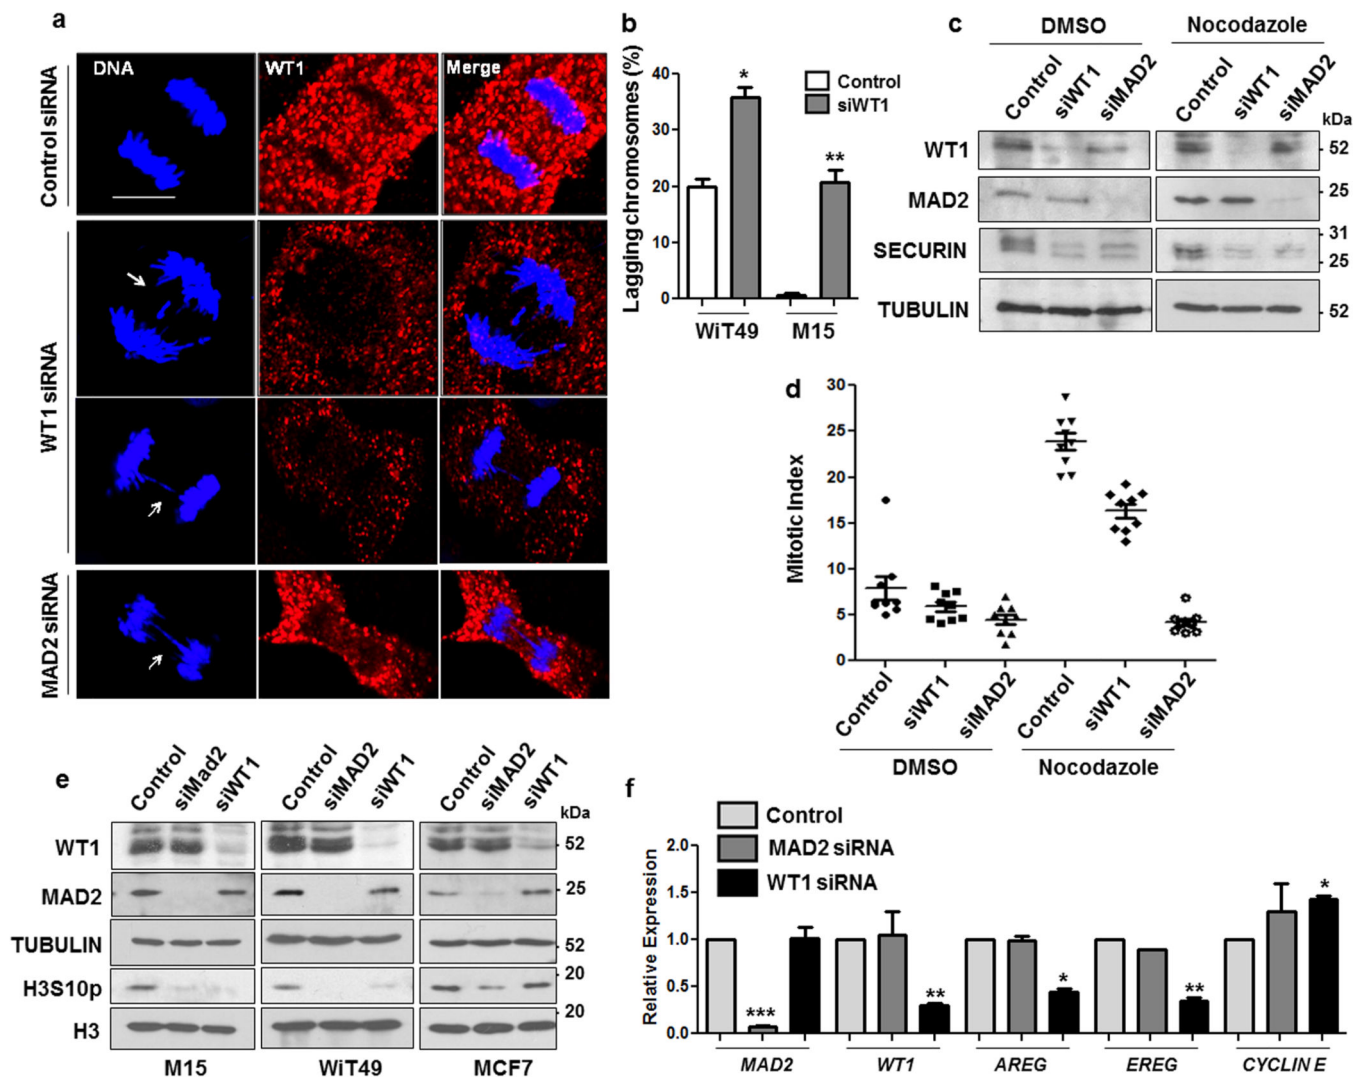 a
DNA
WT1
Merge
Control siRNA
WT1 siRNA
MAD2 siRNA
b
Lagging chromosomes (%)
40
30
20
10
0
*
**
Control
siWT1
WiT49
M15
c
DMSO
Nocodazole
Control
siWT1
siMAD2
Control
siWT1
siMAD2
kDa
WT1
52
MAD2
25
SECURIN
31
25
TUBULIN
52
d
Mitotic Index
30
25
20
15
10
5
0
Control
siWT1
siMAD2
Control
siWT1
siMAD2
DMSO
Nocodazole
e
Control
siMad2
siWT1
Control
siMAD2
siWT1
Control
siMAD2
siWT1
kDa
WT1
52
MAD2
25
TUBULIN
52
H3S10p
20
H3
20
M15
WiT49
MCF7
f
Control
MAD2 siRNA
WT1 siRNA
Relative Expression
2.0
1.5
1.0
0.5
0.0
***
**
*
**
*
MAD2
WT1
AREG
EREG
CYCLIN E